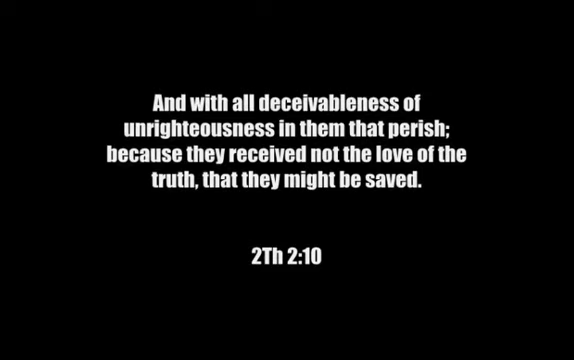 And with all deceivableness of
unrighteousness in them that perish;
because they received not the love of the
truth, that they might be saved.
2Th 2:10